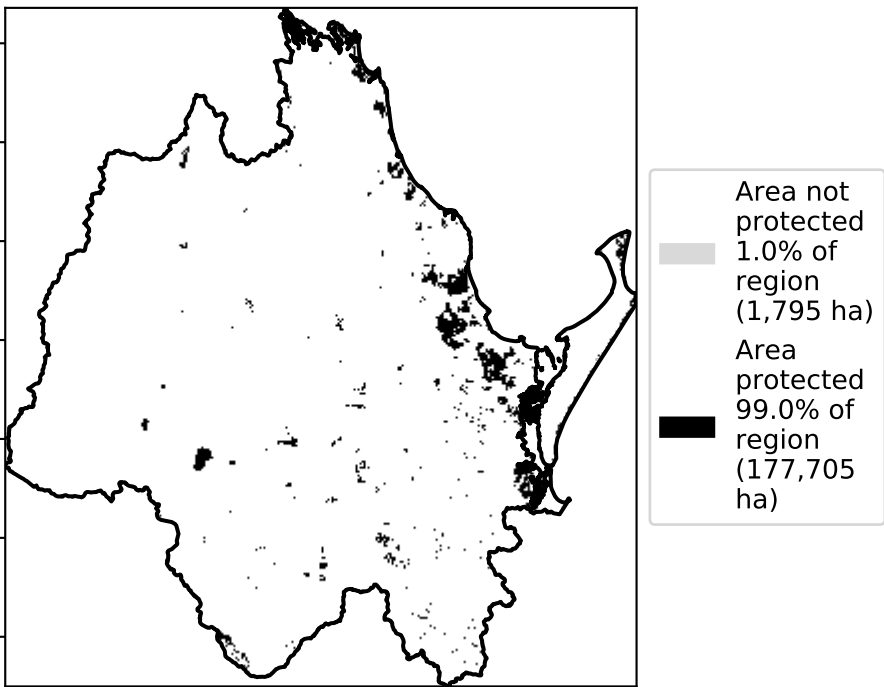 Area not
protected
1.0% of
region
(1,795 ha)
Area
protected
99.0% of
region
(177,705
ha)